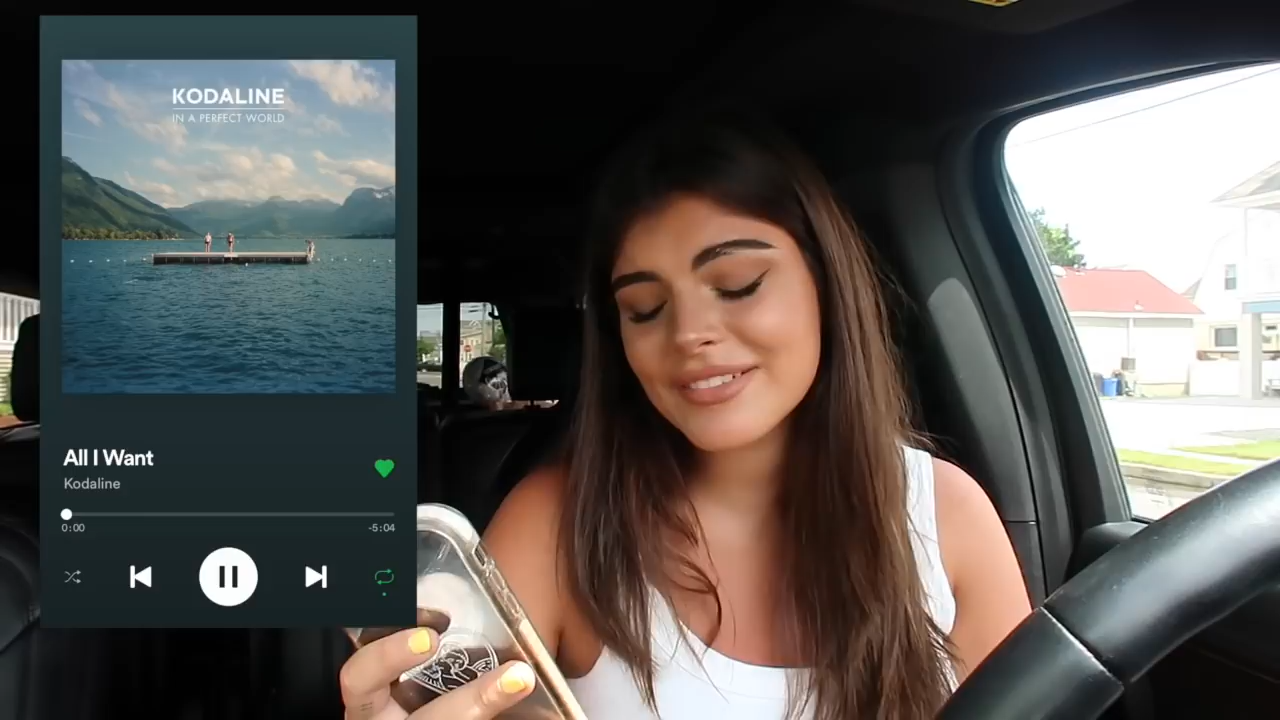 KODALINE
IN A PERFECT WORLD
All I Want
Kodaline
0:00
-5:04